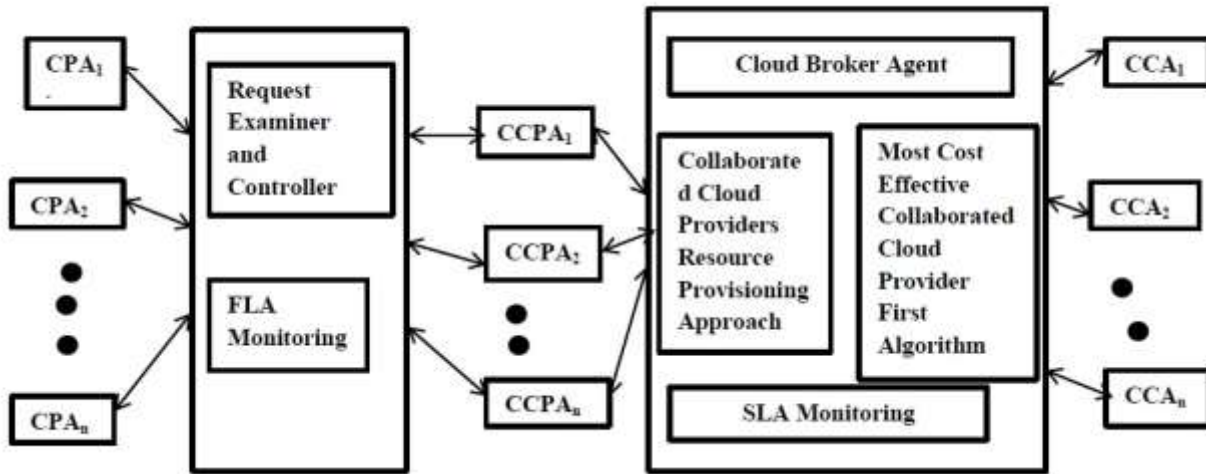 CPA1
.
CPA2
CPAn
Request
Examiner
and
Controller
FLA
Monitoring
CCPA1
CCPA2
CCPAn
Cloud Broker Agent
Collaborate
d Cloud
Providers
Resource
Provisioning
Approach
Most Cost
Effective
Collaborated
Cloud
Provider
First
Algorithm
SLA Monitoring
CCA1
CCA2
CCAn